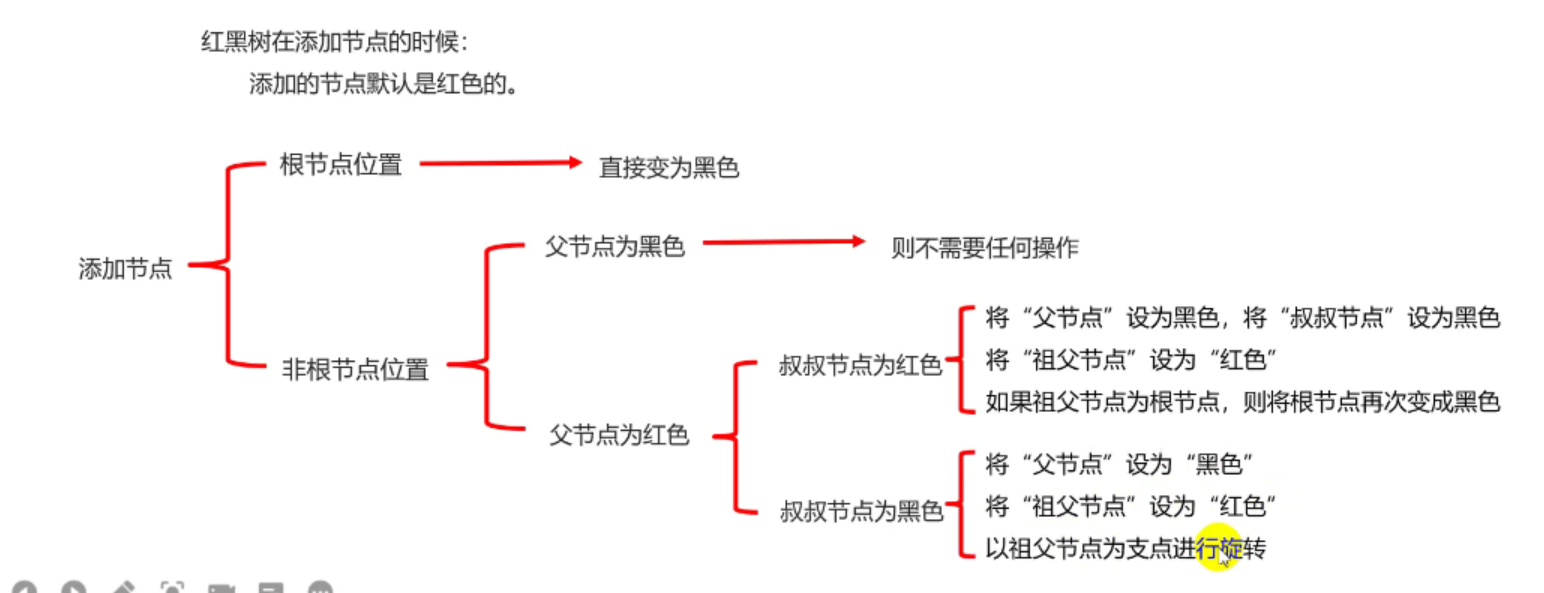 红黑树在添加节点的时候：
添加的节点默认是红色的。
添加节点
根节点位置
直接变为黑色
非根节点位置
父节点为黑色
则不需要任何操作
父节点为红色
叔叔节点为红色
将“父节点”设为黑色，将“叔叔节点”设为黑色
将“祖父节点”设为“红色”
如果祖父节点为根节点，则将根节点再次变成黑色
叔叔节点为黑色
将“父节点”设为“黑色”
将“祖父节点”设为“红色”
以祖父节点为支点进行旋转